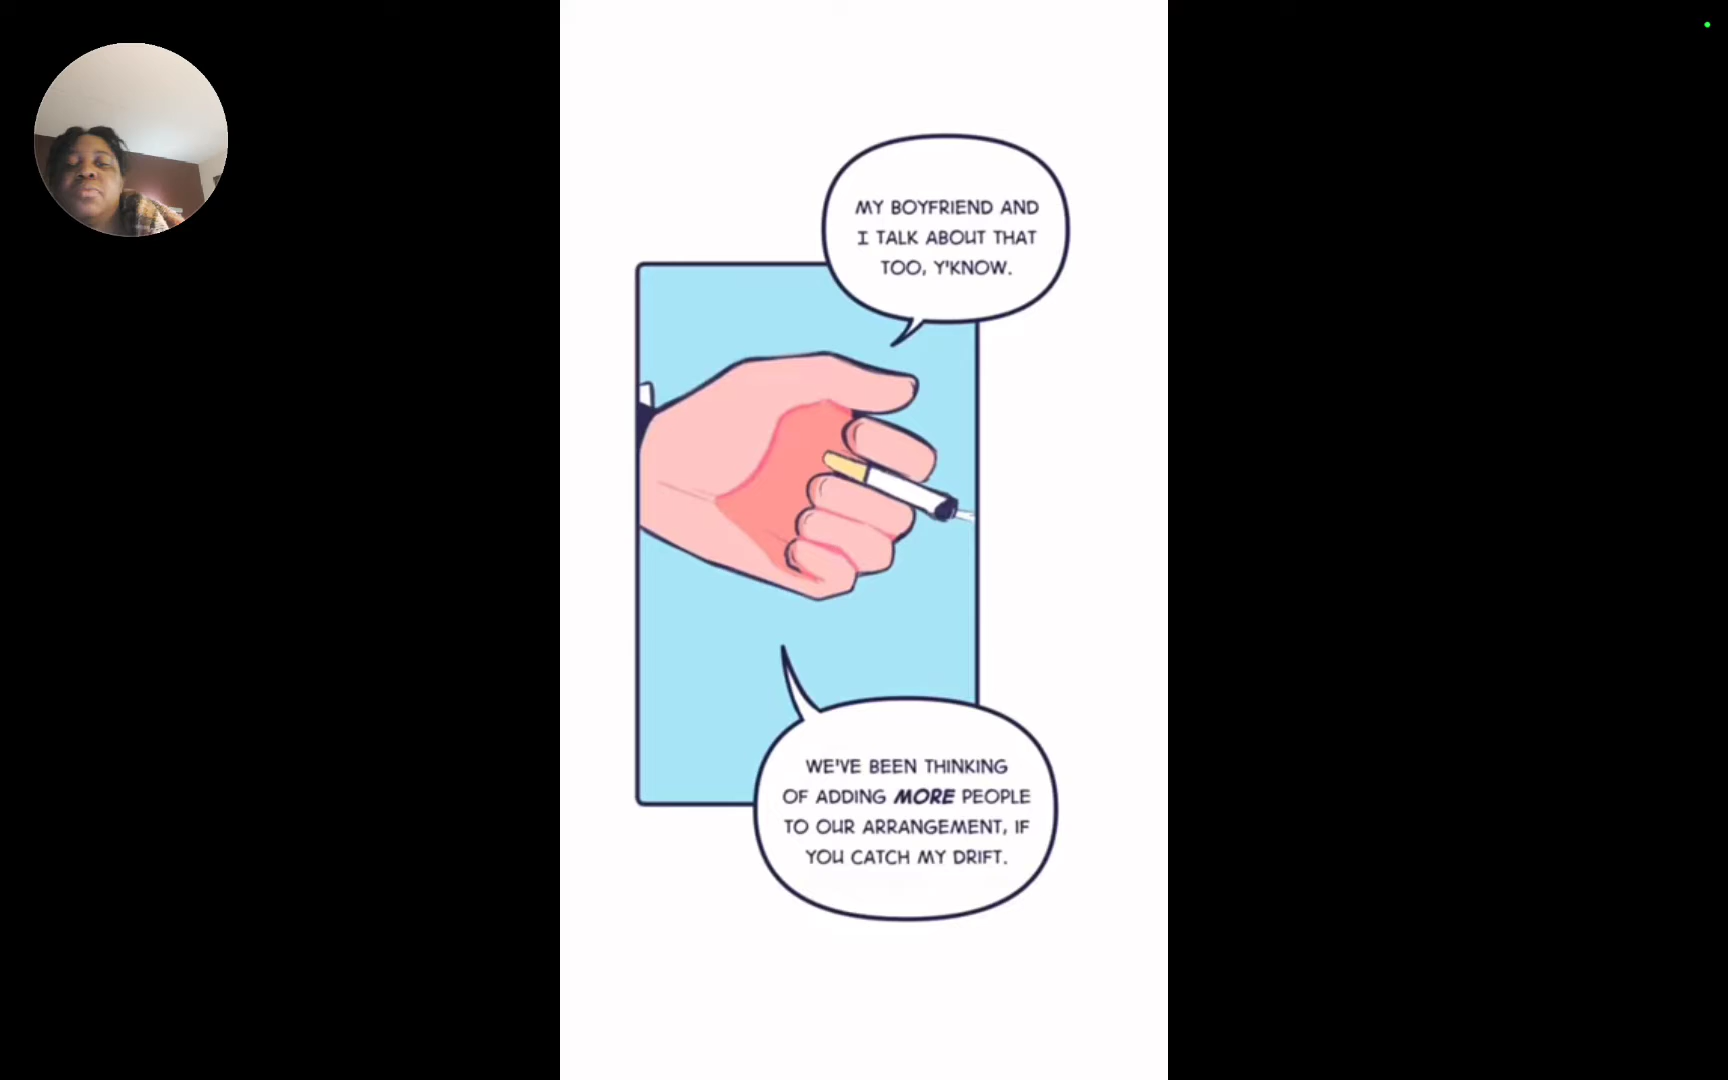 MY BOYFRIEND AND
I TALK ABOUT THAT
TOO, Y'KNOW.
WE'VE BEEN THINKING
OF ADDING MORE PEOPLE
TO OUR ARRANGEMENT, IF
YOU CATCH MY DRIFT.